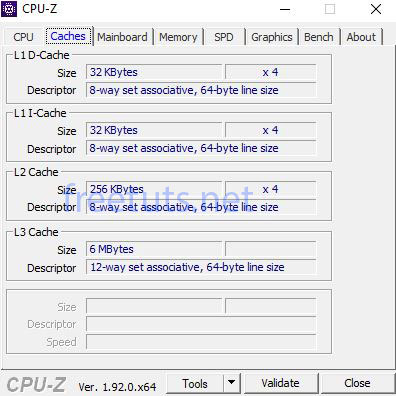 CPU-Z
CPU Caches Mainboard Memory SPD Graphics Bench About
L1 D-Cache
Size 32 KBytes x 4
Descriptor 8-way set associative, 64-byte line size
L1 I-Cache
Size 32 KBytes x 4
Descriptor 8-way set associative, 64-byte line size
L2 Cache
Size 256 KBytes x 4
freetuts.net
Descriptor 8-way set associative, 64-byte line size
L3 Cache
Size 6 MBytes
Descriptor 12-way set associative, 64-byte line size
Size
Descriptor
Speed
CPU-Z Ver. 1.92.0.x64 Tools Validate Close